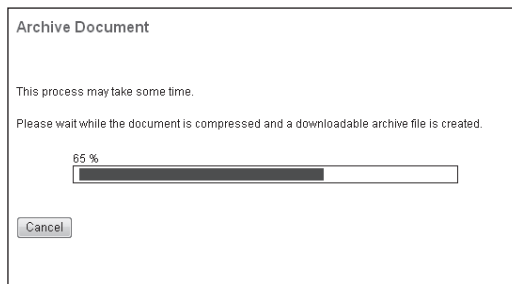 Archive Document
This process may take some time.
Please wait while the document is compressed and a downloadable archive file is created.
65 %
Cancel